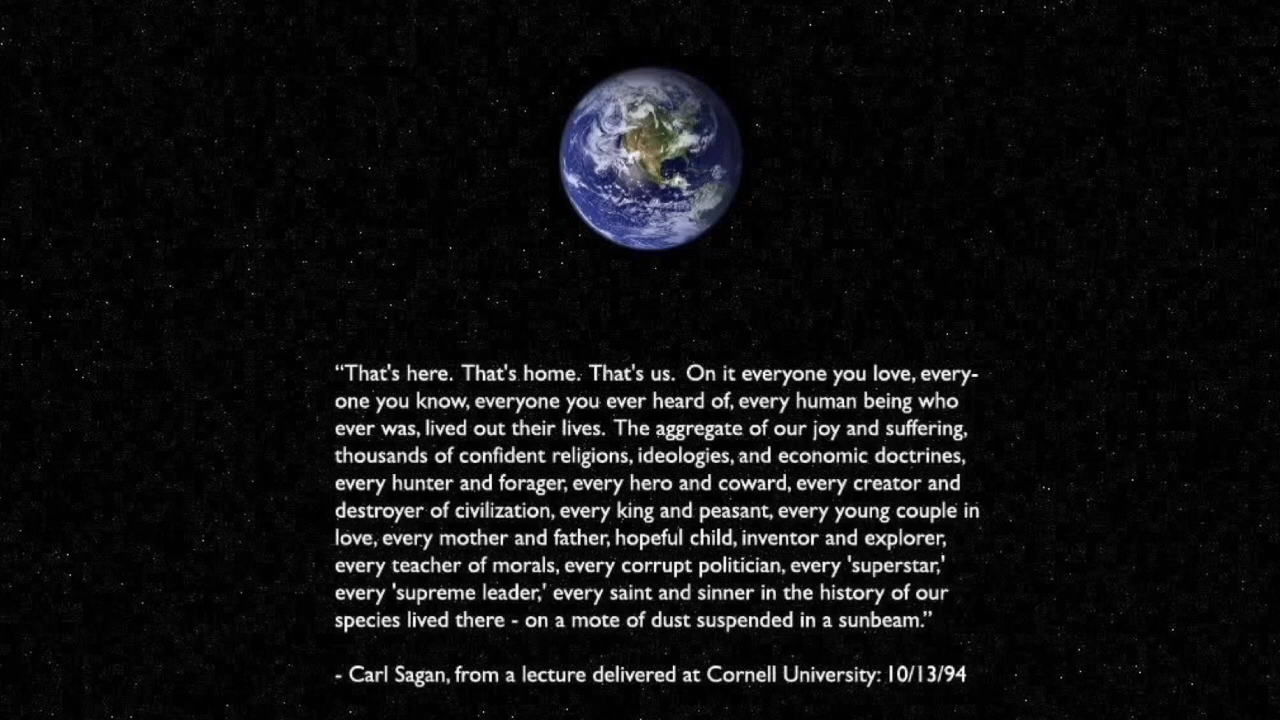 “That's here. That's home. That's us. On it everyone you love, every-
one you know, everyone you ever heard of, every human being who
ever was, lived out their lives. The aggregate of our joy and suffering,
thousands of confident religions, ideologies, and economic doctrines,
every hunter and forager, every hero and coward, every creator and
destroyer of civilization, every king and peasant, every young couple in
love, every mother and father, hopeful child, inventor and explorer,
every teacher of morals, every corrupt politician, every 'superstar,'
every 'supreme leader,' every saint and sinner in the history of our
species lived there - on a mote of dust suspended in a sunbeam.”
- Carl Sagan, from a lecture delivered at Cornell University: 10/13/94